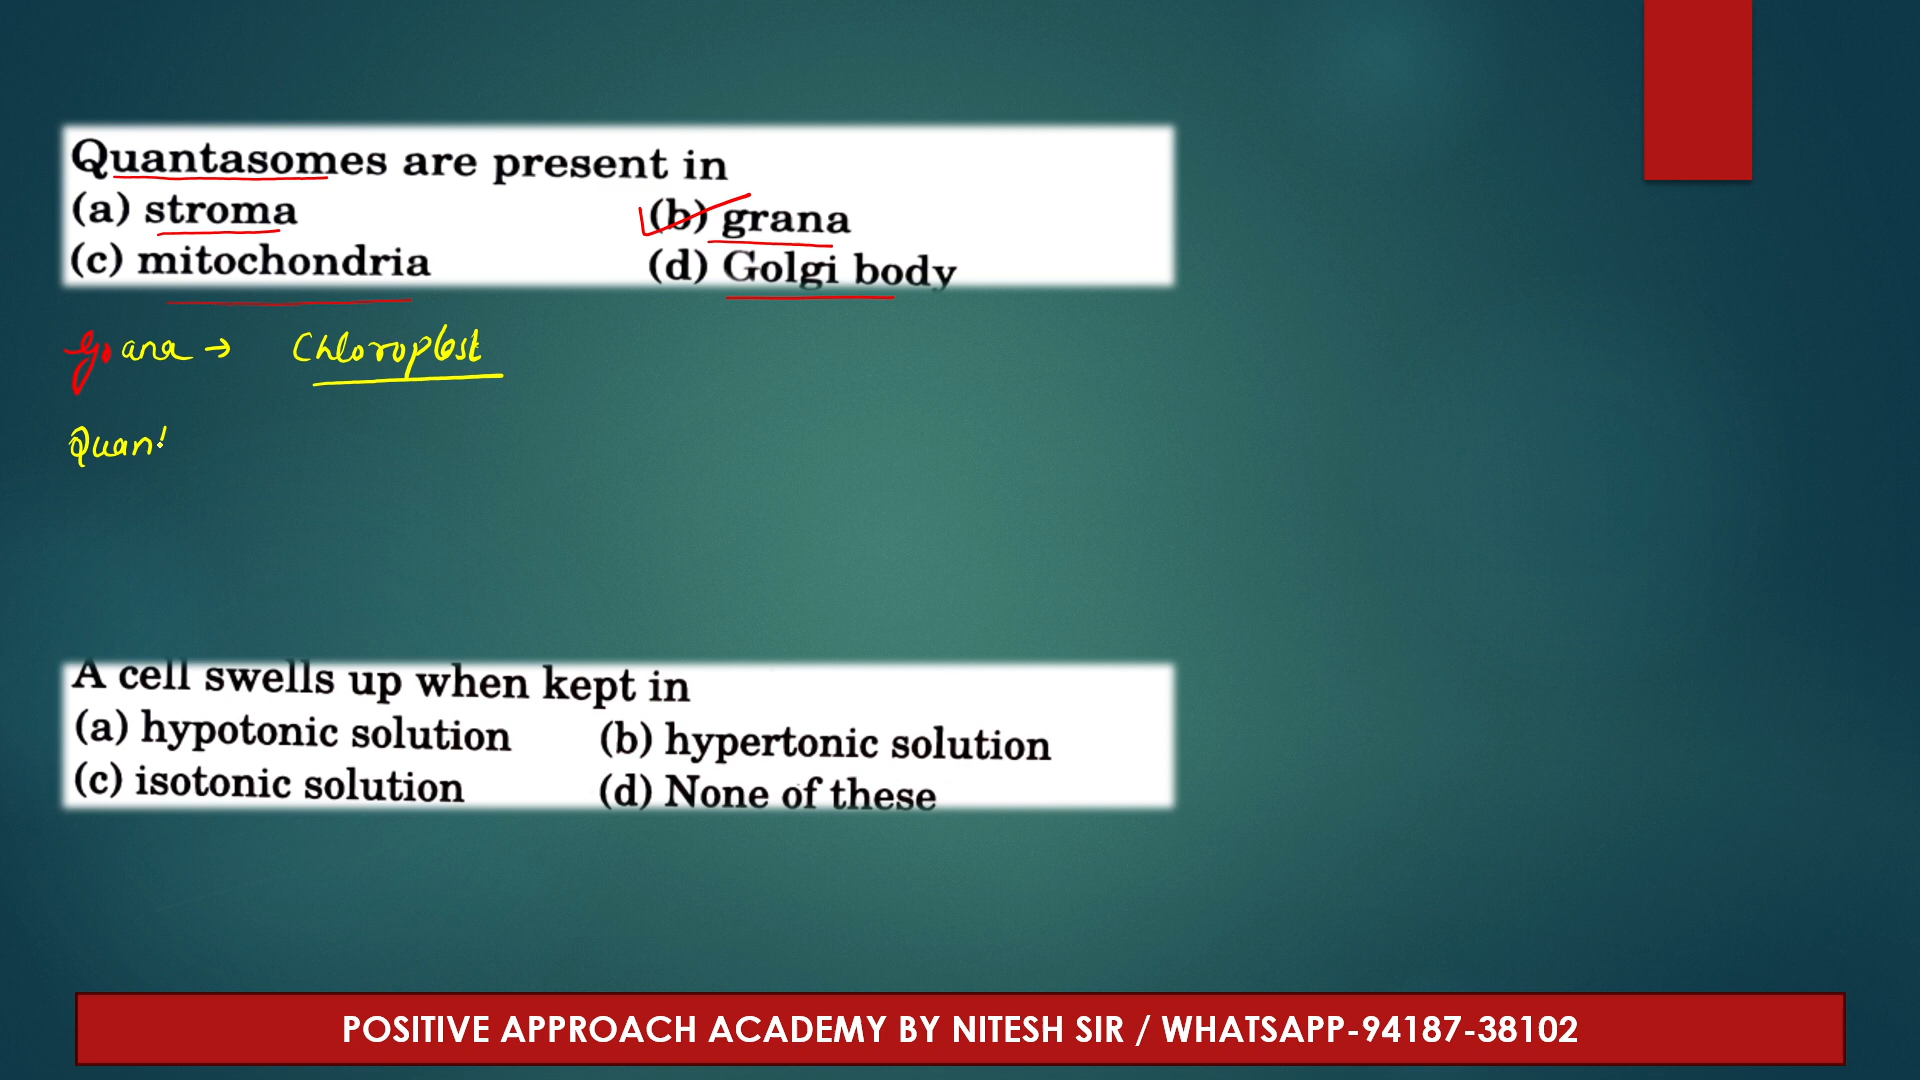 Quantasomes are present in
(a) stroma (b) grana
(c) mitochondria (d) Golgi body
grana → Chloroplast
Quant
A cell swells up when kept in
(a) hypotonic solution (b) hypertonic solution
(c) isotonic solution (d) None of these
POSITIVE APPROACH ACADEMY BY NITESH SIR / WHATSAPP-94187-38102